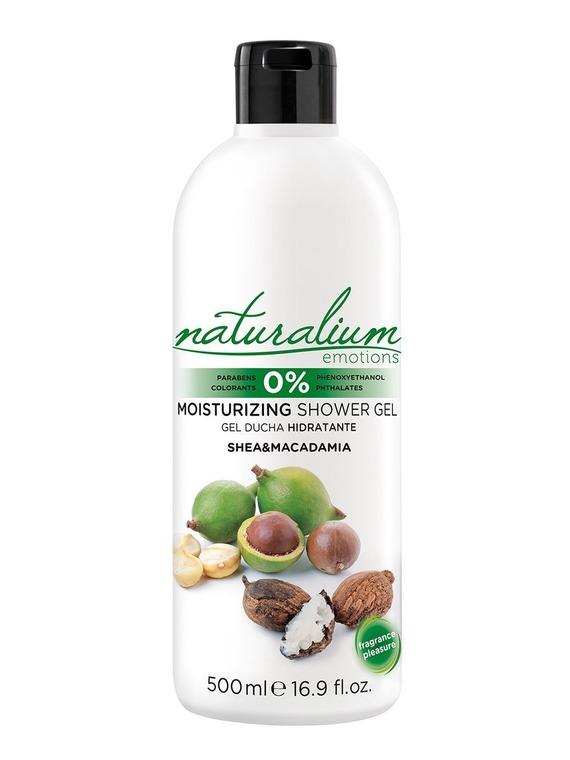 naturalium
emotions
PARABENS 0% PHENOXYETHANOL
COLORANTS PHTHALATES
MOISTURIZING SHOWER GEL
GEL DUCHA HIDRATANTE
SHEA&MACADAMIA
fragrance
pleasure
500ml℮16.9 fl.oz.